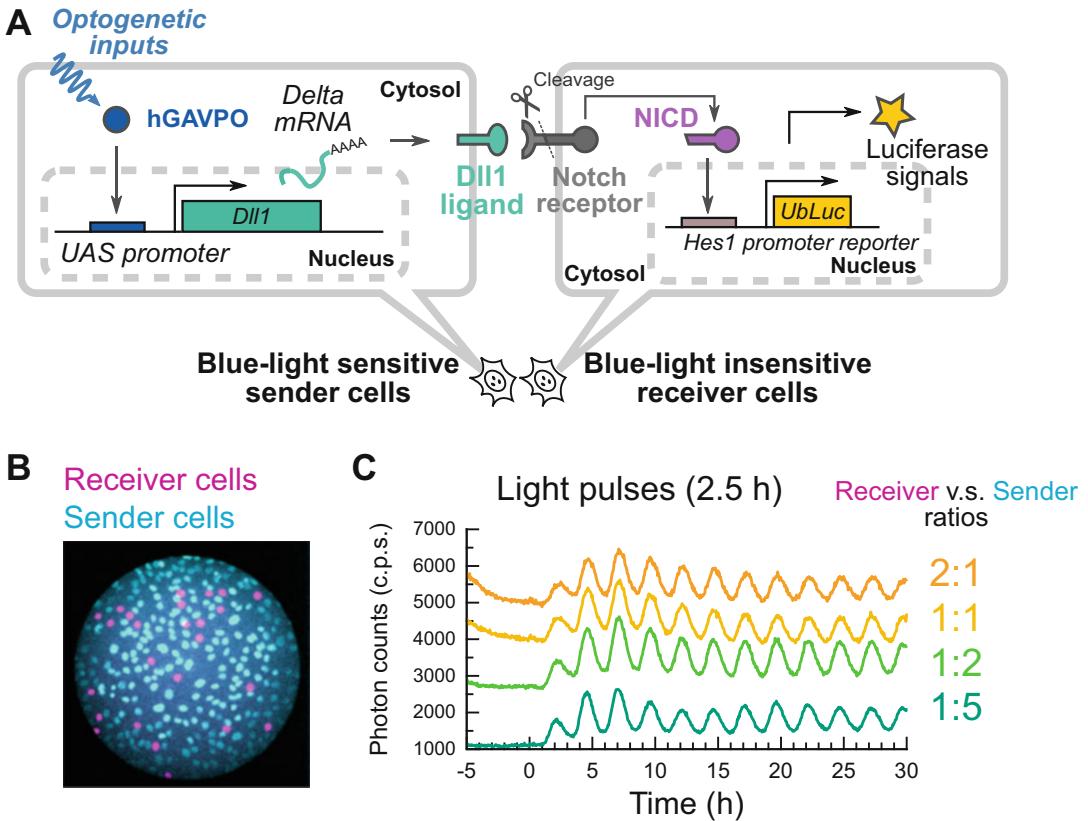 A
Optogenetic
inputs
hGAVPO
Delta
mRNA
AAAA
Cytosol
Dll1
UAS promoter
Nucleus
Dll1
ligand
Cleavage
Notch
receptor
NICD
Luciferase
signals
UbLuc
Hes1 promoter reporter
Nucleus
Cytosol
Blue-light sensitive
sender cells
Blue-light insensitive
receiver cells
B
Receiver cells
Sender cells
C
Light pulses (2.5 h)
Receiver v.s. Sender
ratios
Photon counts (c.p.s.)
7000
6000
5000
4000
3000
2000
1000
2:1
1:1
1:2
1:5
-5 0 5 10 15 20 25 30
Time (h)